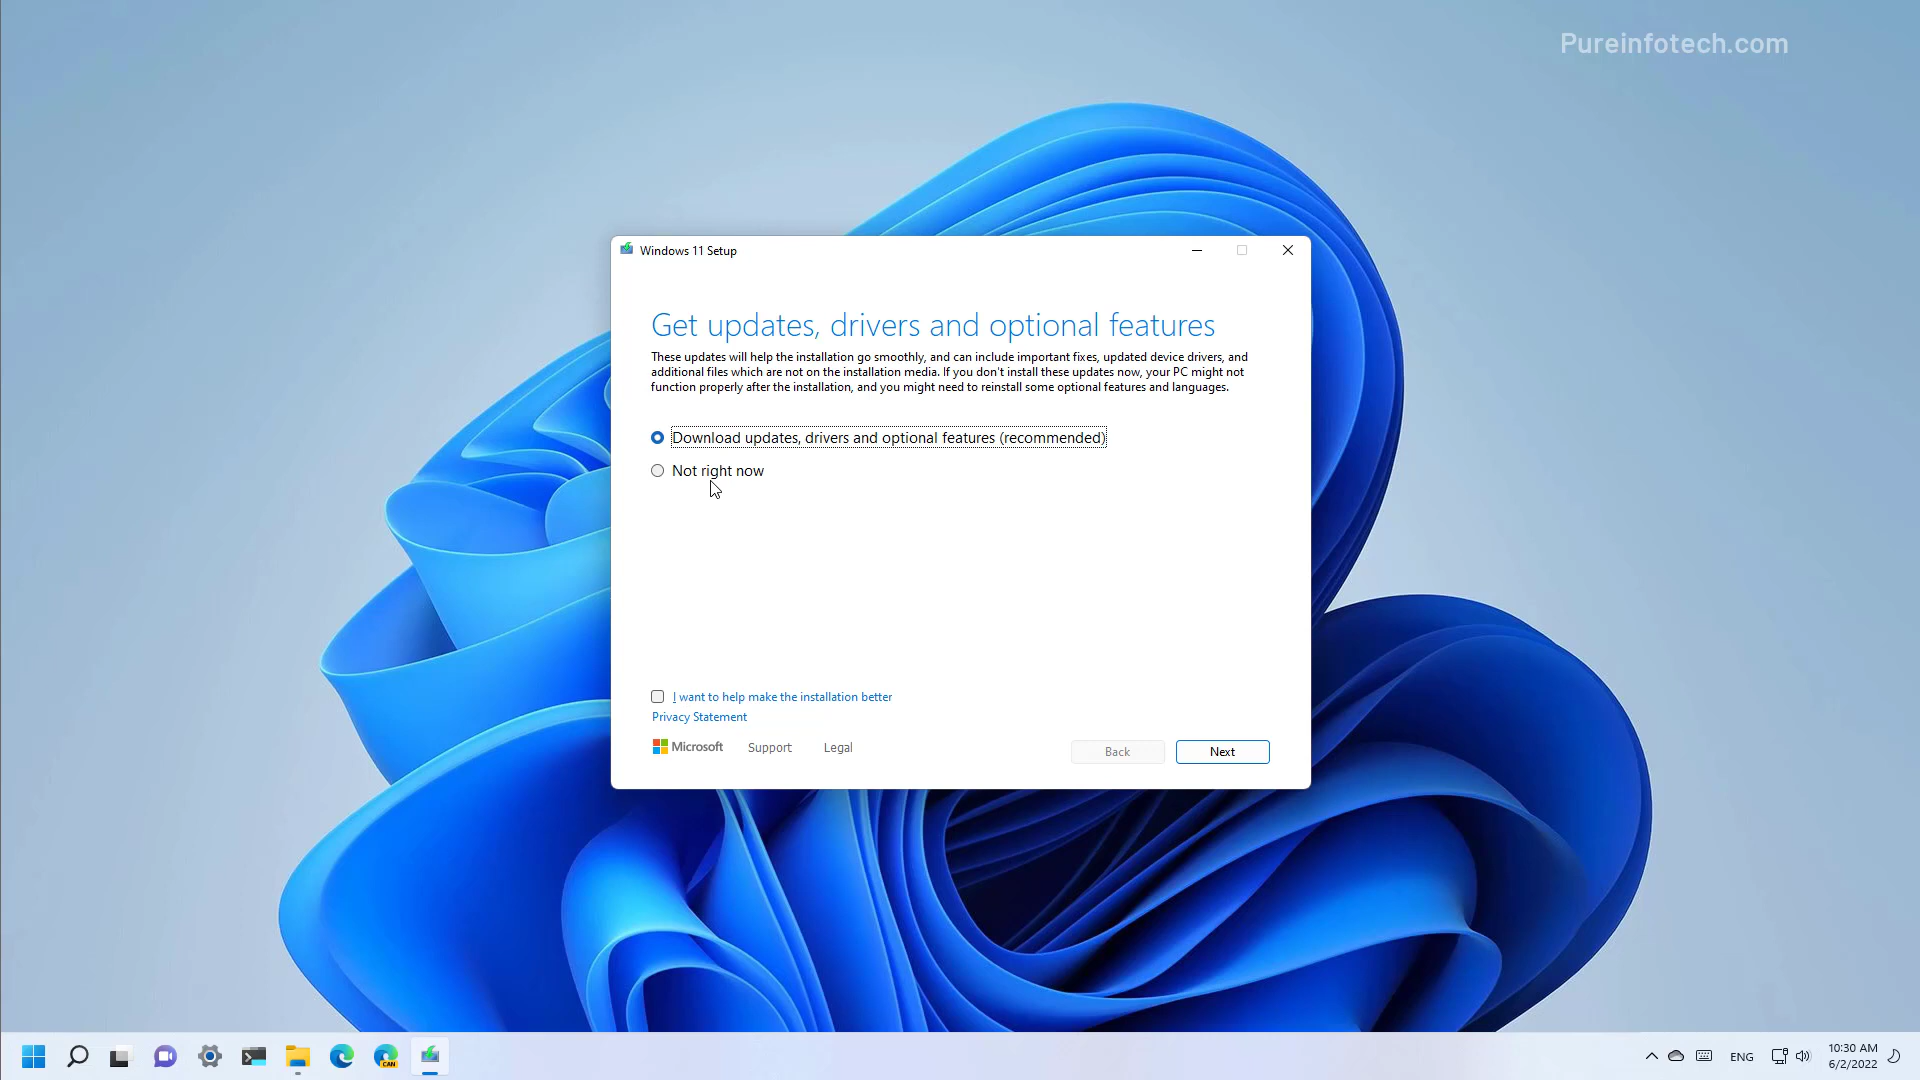 Pureinfotech.com
Windows 11 Setup
Get updates, drivers and optional features
These updates will help the installation go smoothly, and can include important fixes, updated device drivers, and
additional files which are not on the installation media. If you don't install these updates now, your PC might not
function properly after the installation, and you might need to reinstall some optional features and languages.
Download updates, drivers and optional features (recommended)
Not right now
I want to help make the installation better
Privacy Statement
Microsoft Support Legal Back Next
CAN ENG 10:30 AM
6/2/2022